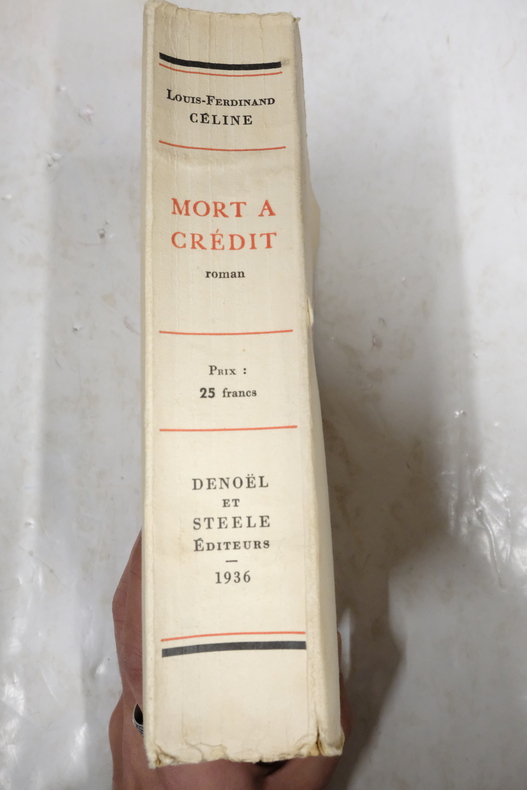 Louis-Ferdinand
CÉLINE
MORT A
CRÉDIT
roman
Prix :
25 francs
DENOËL
ET
STEELE
Éditeurs
—
1936